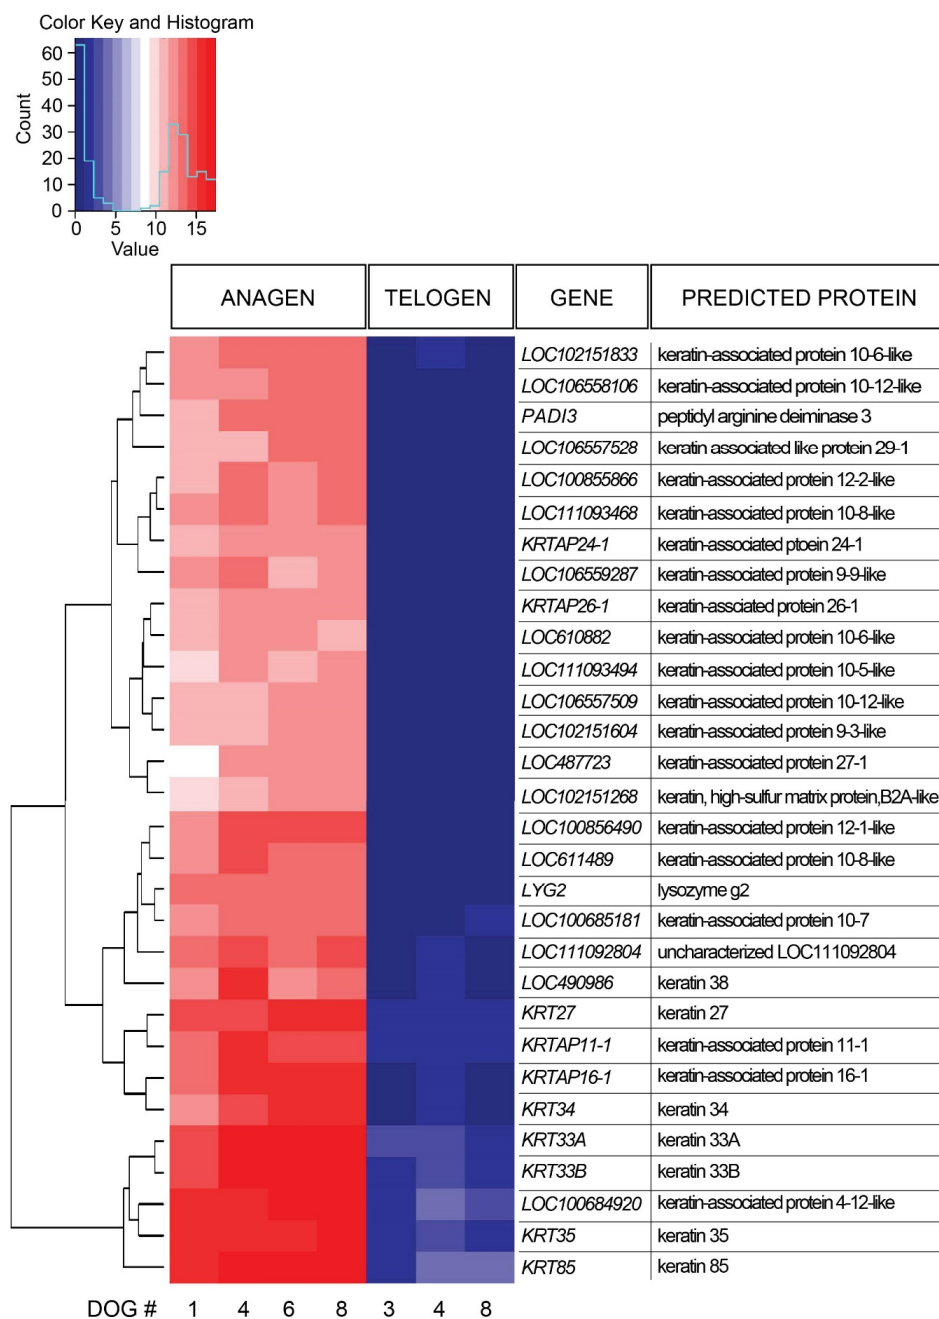 Color Key and Histogram
Count
60
50
40
30
20
10
0
0 5 10 15
Value
ANAGEN TELOGEN GENE PREDICTED PROTEIN
LOC102151833 keratin-associated protein 10-6-like
LOC106558106 keratin-associated protein 10-12-like
PADI3 peptidyl arginine deiminase 3
LOC106557528 keratin associated like protein 29-1
LOC100855866 keratin-associated protein 12-2-like
LOC111093468 keratin-associated protein 10-8-like
KRTAP24-1 keratin-associated ptoein 24-1
LOC106559287 keratin-associated protein 9-9-like
KRTAP26-1 keratin-assciated protein 26-1
LOC610882 keratin-associated protein 10-6-like
LOC111093494 keratin-associated protein 10-5-like
LOC106557509 keratin-associated protein 10-12-like
LOC102151604 keratin-associated protein 9-3-like
LOC487723 keratin-associated protein 27-1
LOC102151268 keratin, high-sulfur matrix protein,B2A-like
LOC100856490 keratin-associated protein 12-1-like
LOC611489 keratin-associated protein 10-8-like
LYG2 lysozyme g2
LOC100685181 keratin-associated protein 10-7
LOC111092804 uncharacterized LOC111092804
LOC490986 keratin 38
KRT27 keratin 27
KRTAP11-1 keratin-associated protein 11-1
KRTAP16-1 keratin-associated protein 16-1
KRT34 keratin 34
KRT33A keratin 33A
KRT33B keratin 33B
LOC100684920 keratin-associated protein 4-12-like
KRT35 keratin 35
KRT85 keratin 85
DOG # 1 4 6 8 3 4 8